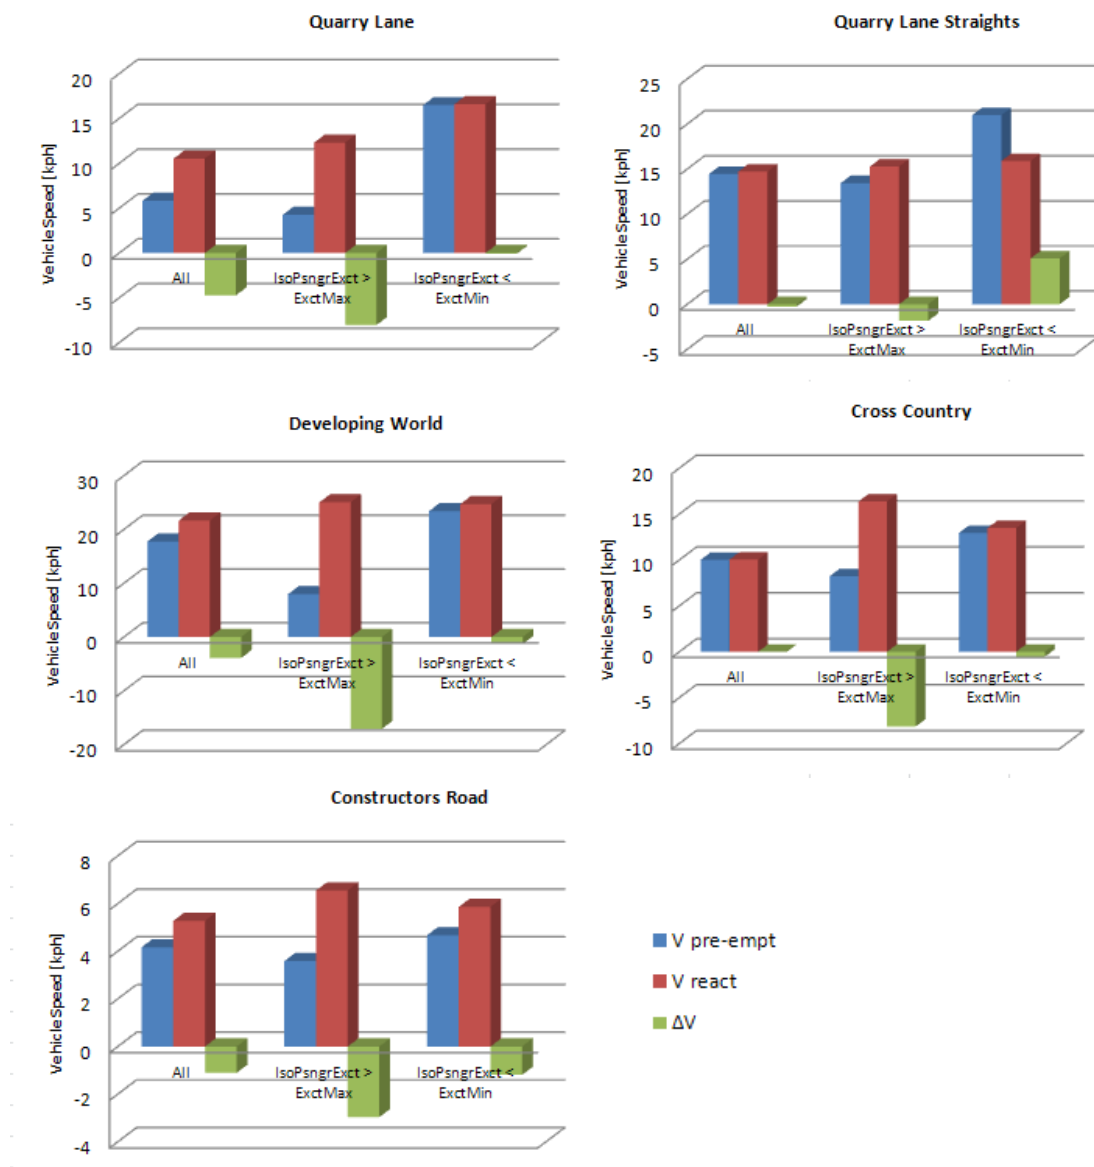 Quarry Lane
Vehicle Speed [kph]
20
15
10
5
0
-5
-10
All
IsoPsngrExct >
ExctMax
IsoPsngrExct <
ExctMin
Quarry Lane Straights
Vehicle Speed [kph]
25
20
15
10
5
0
-5
All
IsoPsngrExct >
ExctMax
IsoPsngrExct <
ExctMin
Developing World
Vehicle Speed [kph]
30
20
10
0
-10
-20
All
IsoPsngrExct >
ExctMax
IsoPsngrExct <
ExctMin
Cross Country
Vehicle Speed [kph]
20
15
10
5
0
-5
-10
All
IsoPsngrExct >
ExctMax
IsoPsngrExct <
ExctMin
Constructors Road
Vehicle Speed [kph]
8
6
4
2
0
-2
-4
All
IsoPsngrExct >
ExctMax
IsoPsngrExct <
ExctMin
V pre-empt
V react
ΔV